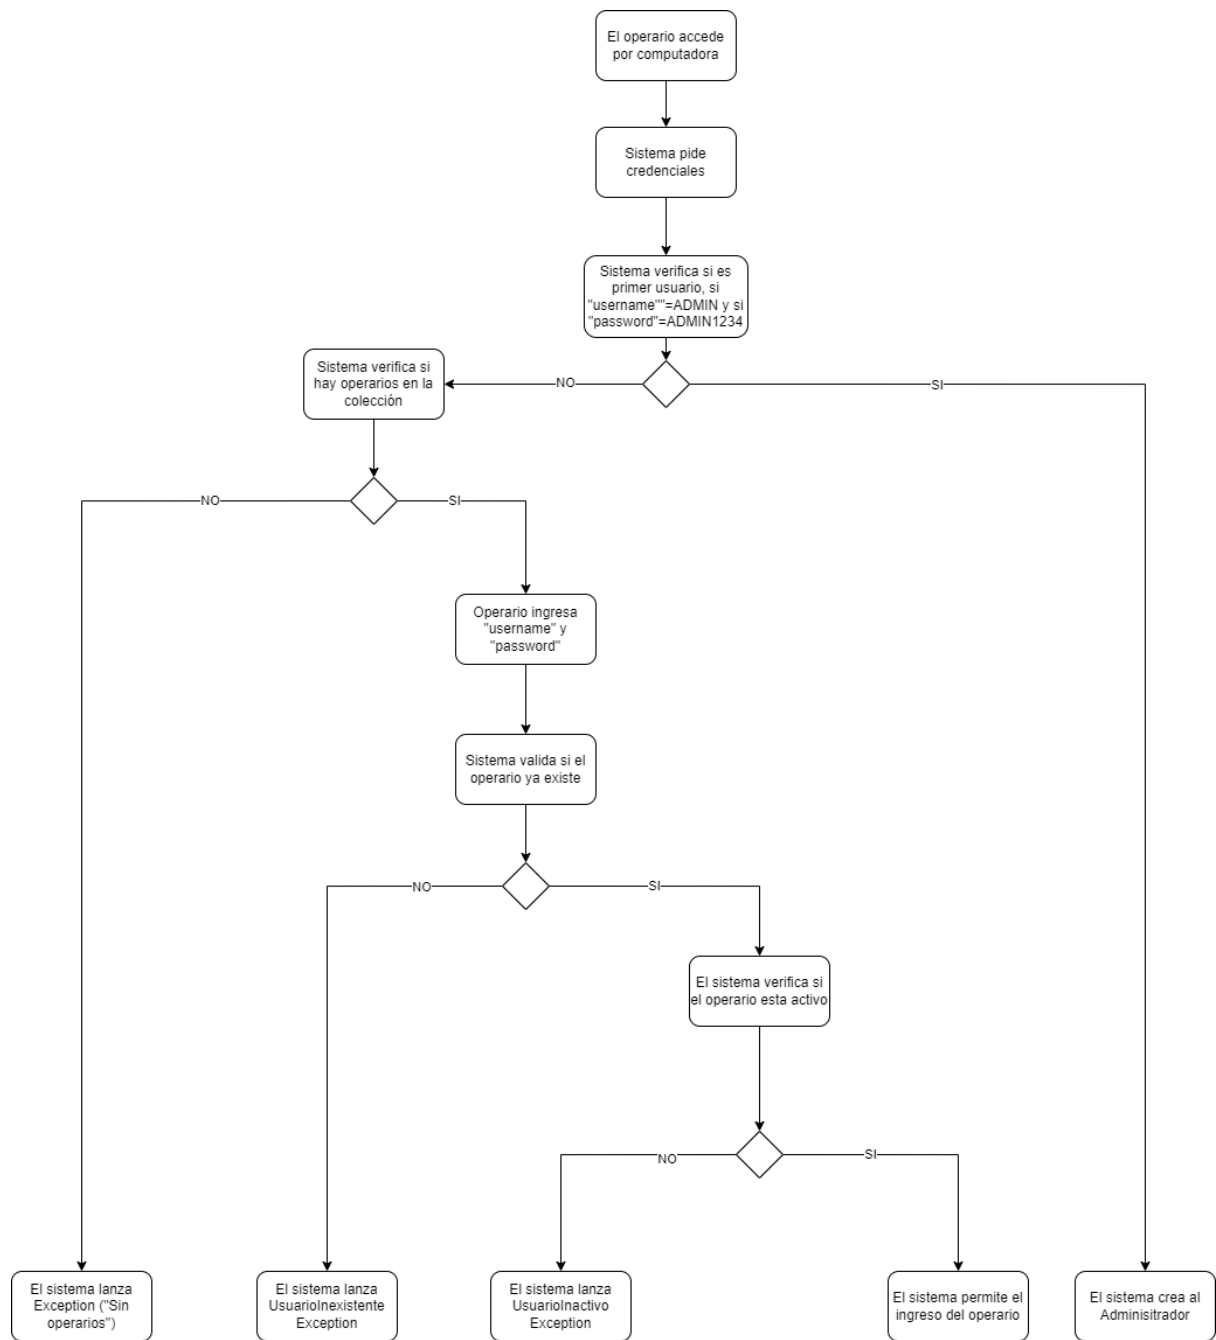 El operario accede
por computadora
Sistema pide
credenciales
Sistema verifica si es
primer usuario, si
"username""=ADMIN y si
"password"=ADMIN1234
Sistema verifica si
hay operarios en la
colección
NO
SI
NO
SI
Operario ingresa
"username" y
"password"
Sistema valida si el
operario ya existe
NO
SI
El sistema verifica si
el operario esta activo
NO
SI
El sistema lanza
Exception ("Sin
operarios")
El sistema lanza
UsuarioInexistente
Exception
El sistema lanza
UsuarioInactivo
Exception
El sistema permite el
ingreso del operario
El sistema crea al
Adminisitrador